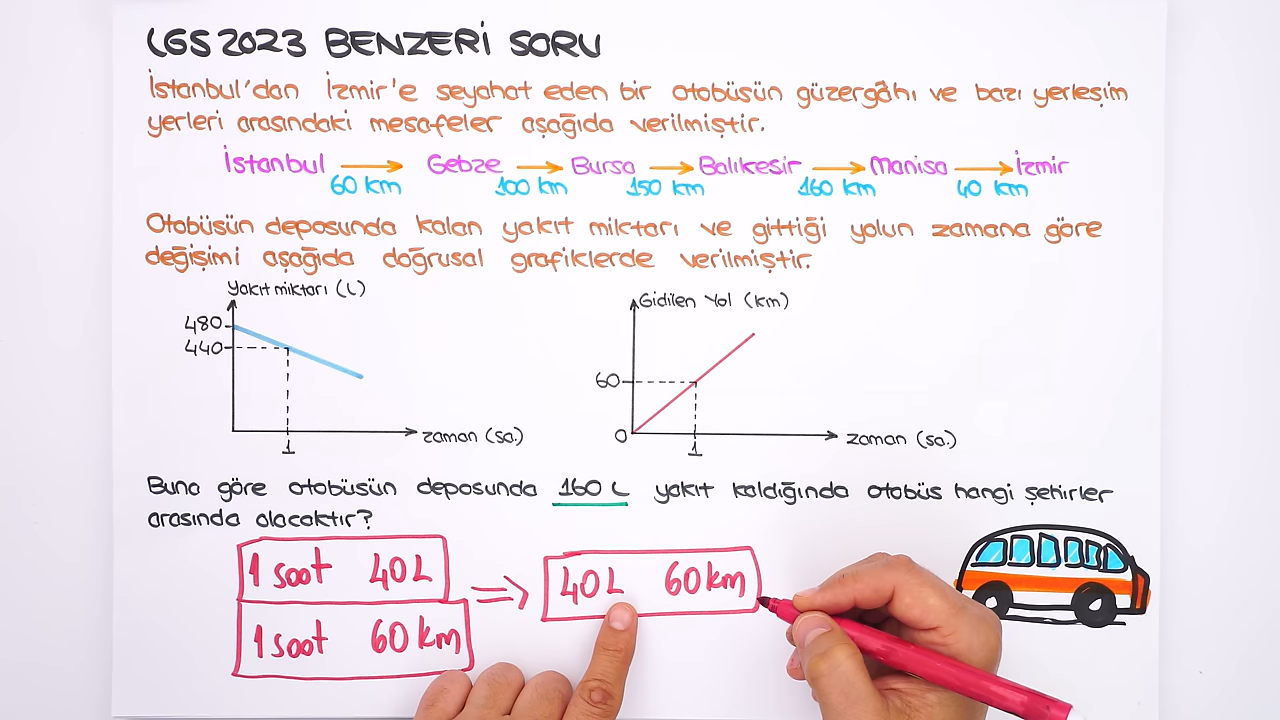 LGS 2023 BENZERİ SORU
İstanbul'dan İzmir'e seyahat eden bir otobüsün güzergâhı ve bazı yerleşim
yerleri arasındaki mesafeler aşağıda verilmiştir.
İstanbul → Gebze → Bursa → Balıkesir → Manisa → İzmir
60 km 100 km 150 km 160 km 40 km
Otobüsün deposunda kalan yakıt miktarı ve gittiği yolun zamana göre
değişimi aşağıda doğrusal grafiklerde verilmiştir.
Yakıt miktarı (L)
480
440
1
zaman (sa.)
Gidilen Yol (km)
60
0
1
zaman (sa.)
Buna göre otobüsün deposunda 160 L yakıt kaldığında otobüs hangi şehirler
arasında olacaktır?
1 saat 40L
1 saat 60 km
⇒ 40L 60 km